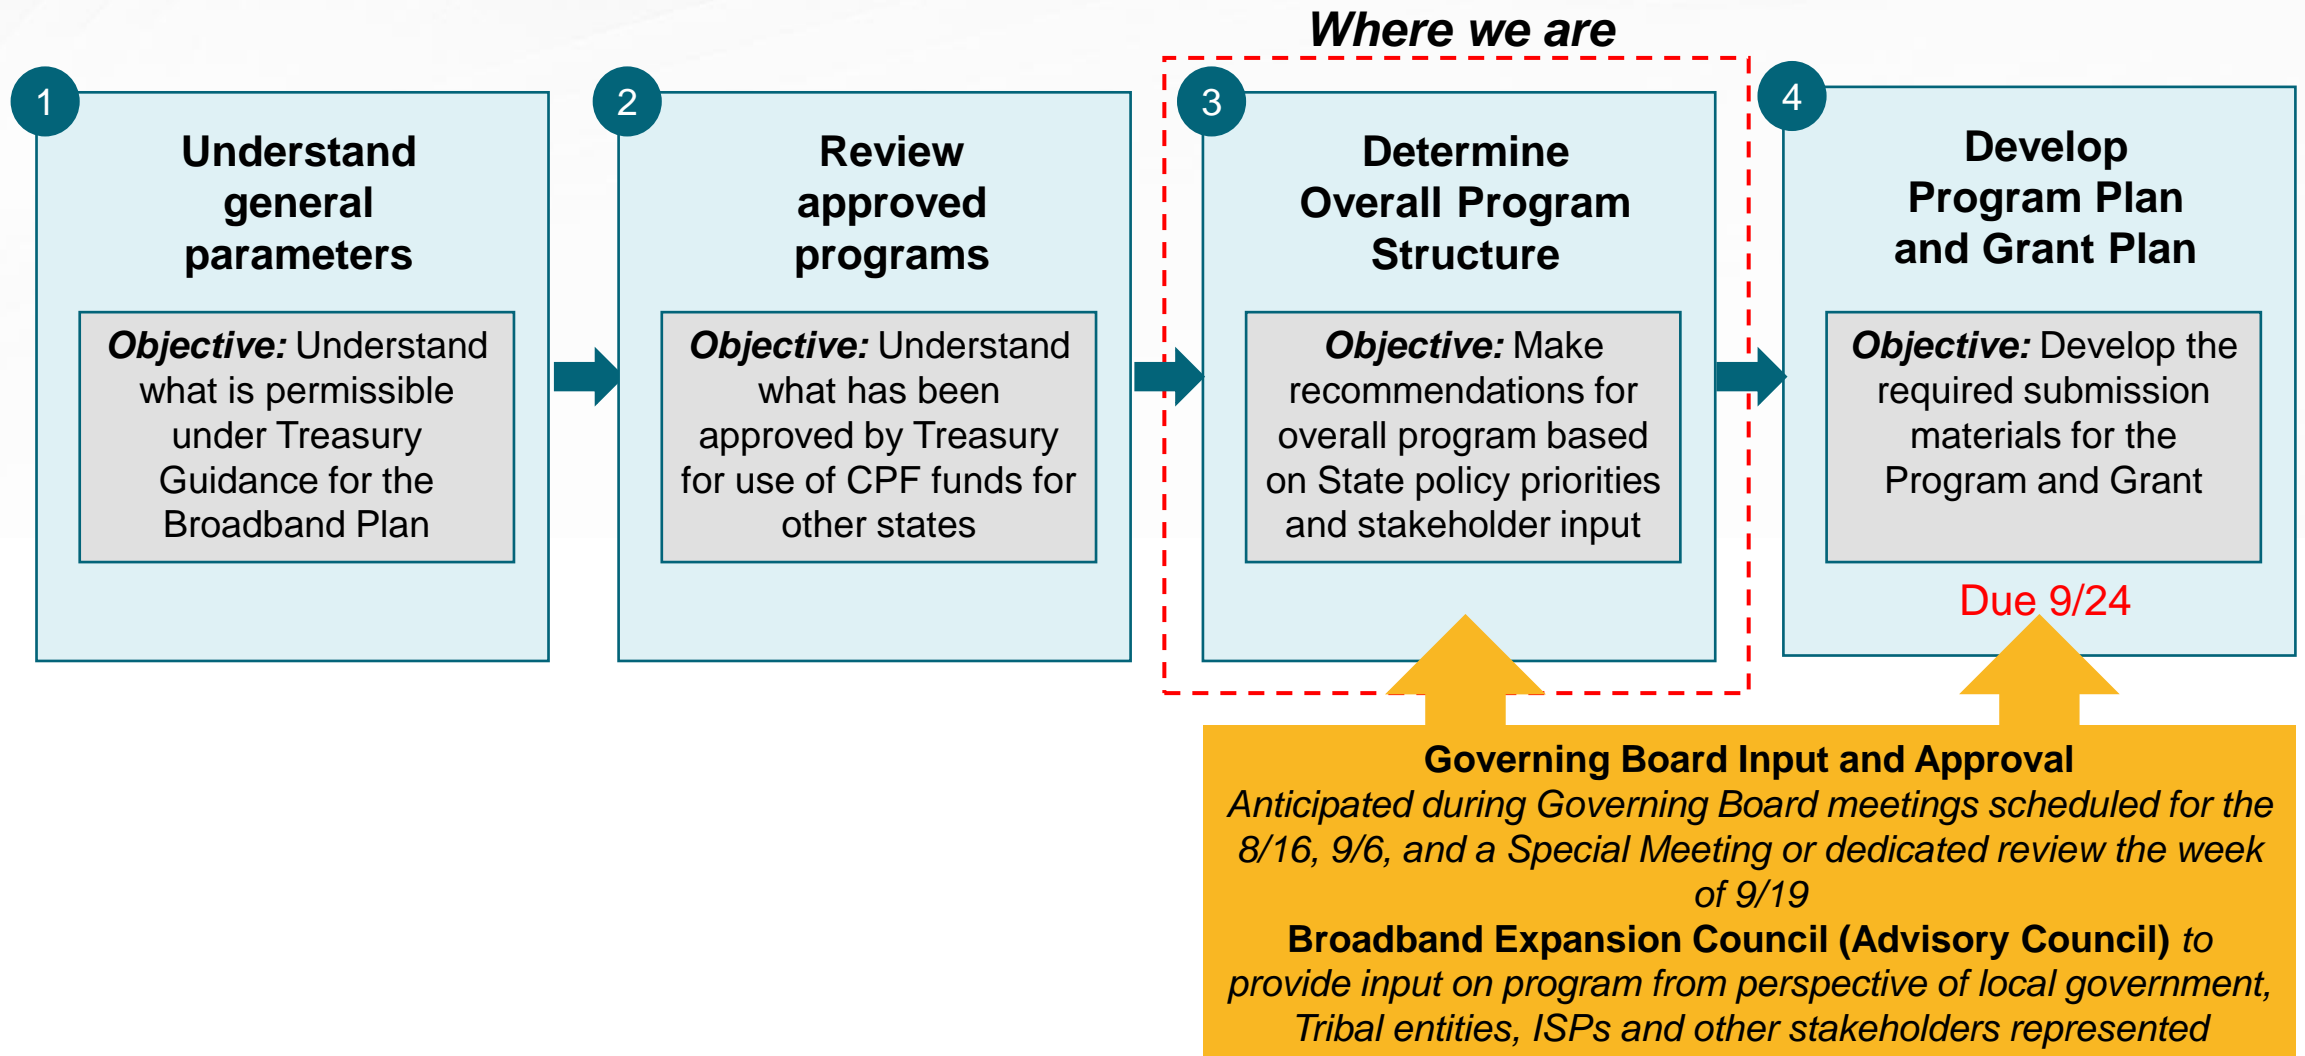 Where we are
1
Understand
general
parameters
Objective: Understand
what is permissible
under Treasury
Guidance for the
Broadband Plan
2
Review
approved
programs
Objective: Understand
what has been
approved by Treasury
for use of CPF funds for
other states
3
Determine
Overall Program
Structure
Objective: Make
recommendations for
overall program based
on State policy priorities
and stakeholder input
4
Develop
Program Plan
and Grant Plan
Objective: Develop the
required submission
materials for the
Program and Grant
Due 9/24
Governing Board Input and Approval
Anticipated during Governing Board meetings scheduled for the
8/16, 9/6, and a Special Meeting or dedicated review the week
of 9/19
Broadband Expansion Council (Advisory Council) to
provide input on program from perspective of local government,
Tribal entities, ISPs and other stakeholders represented